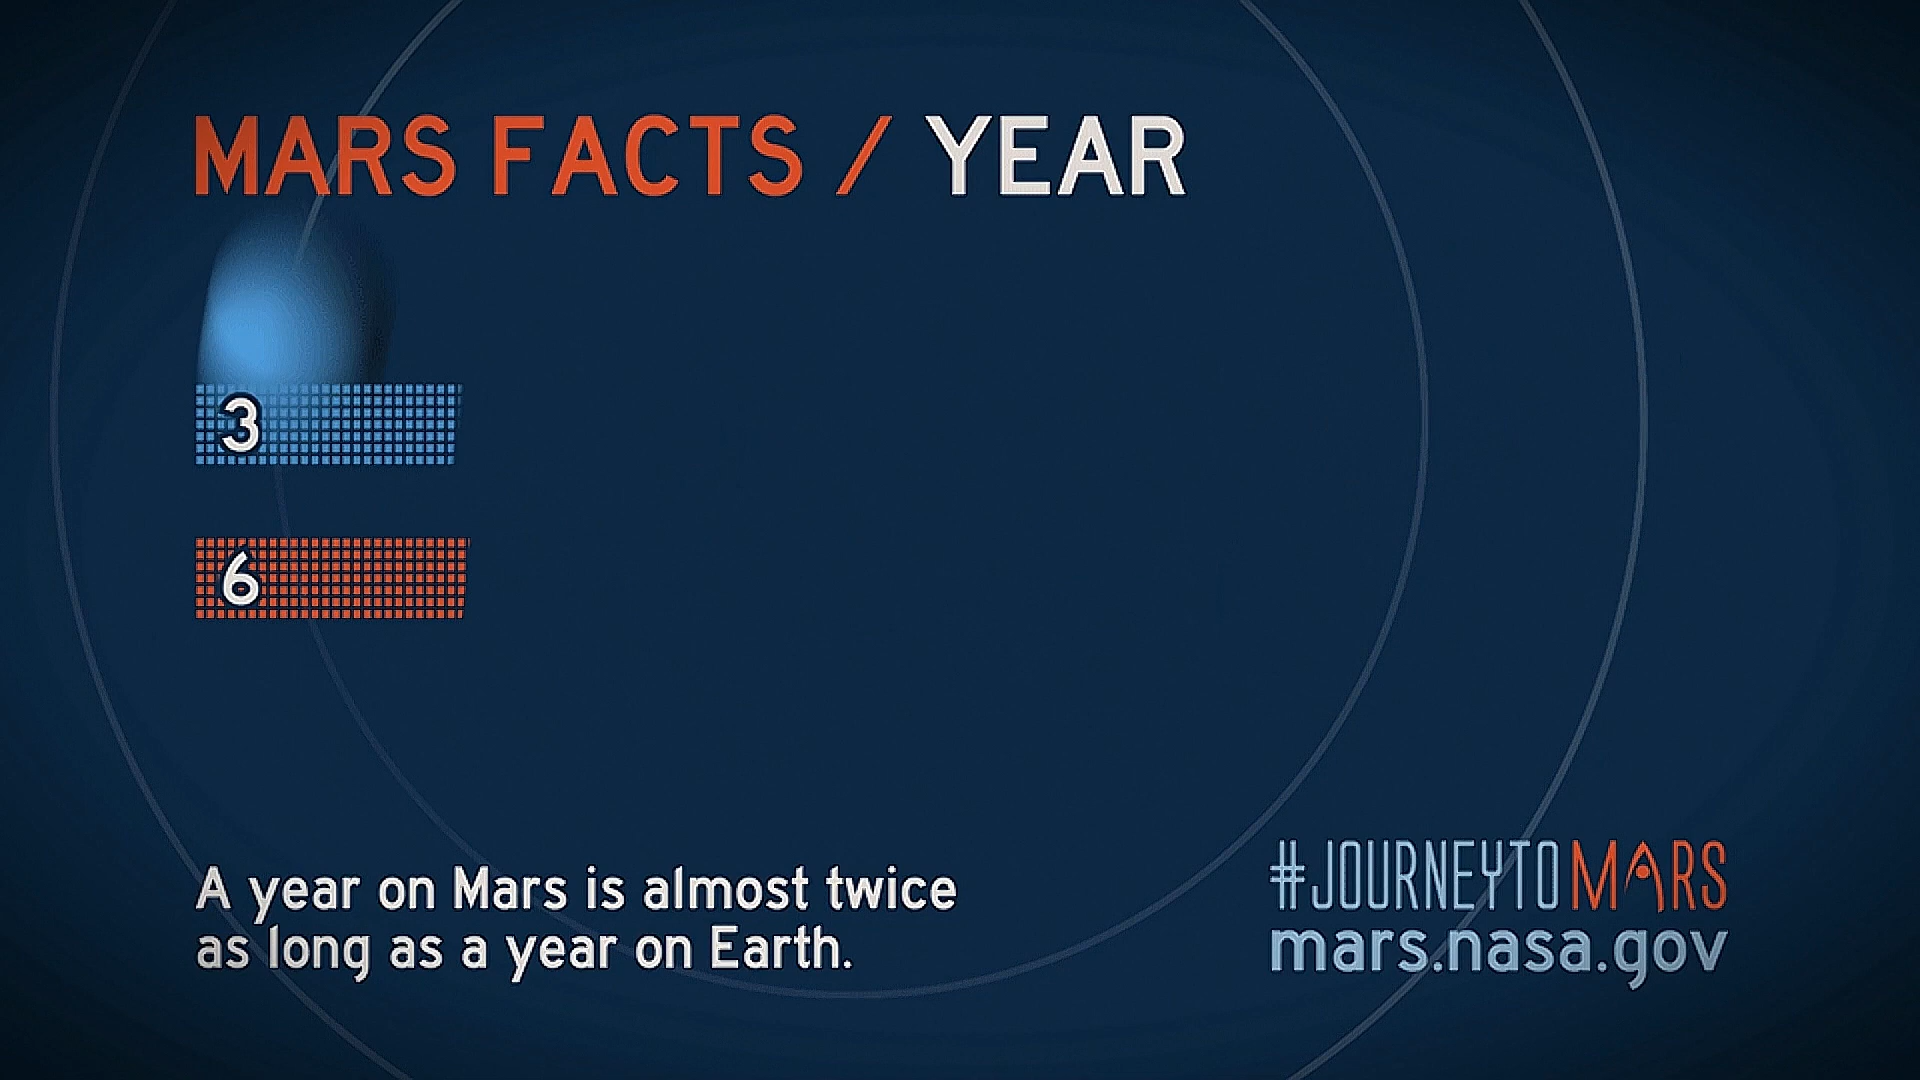 MARS FACTS / YEAR
3
6
A year on Mars is almost twice
as long as a year on Earth.
#JOURNEYTOMARS
mars.nasa.gov